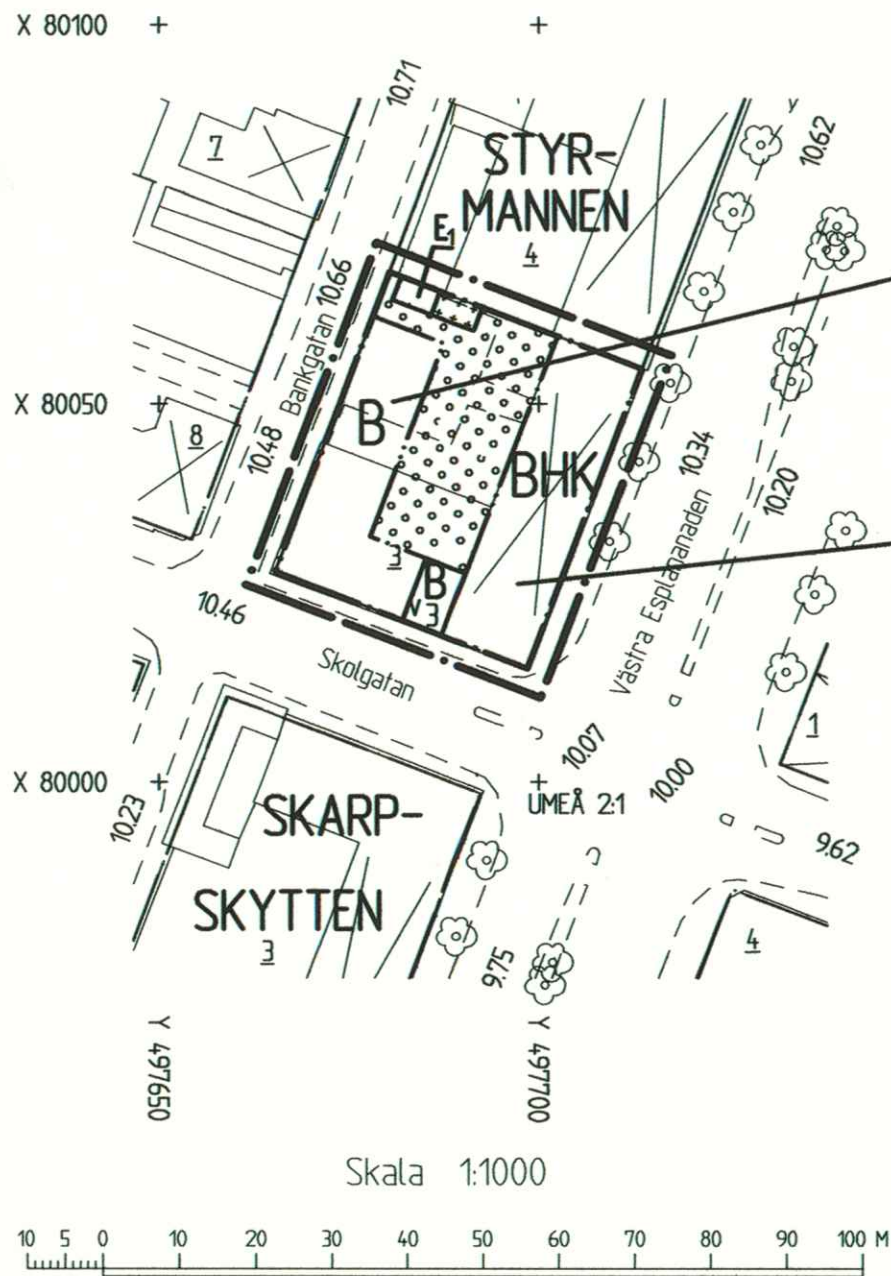 X 80100
10.71
10.62
7
STYR-
MANNEN
4
E1
Bankgatan 10.66
X 80050
B
8
10.48
BHK
10.34
10.20
Västra Esplananaden
3
B
v
3
10.46
Skolgatan
1
10.07
X 80000
UMEÅ 2:1
10.00
10.23
SKARP-
9.62
SKYTTEN
3
9.75
4
Y 497650
Y 497700
Skala 1:1000
10 5 0 10 20 30 40 50 60 70 80 90 100 M